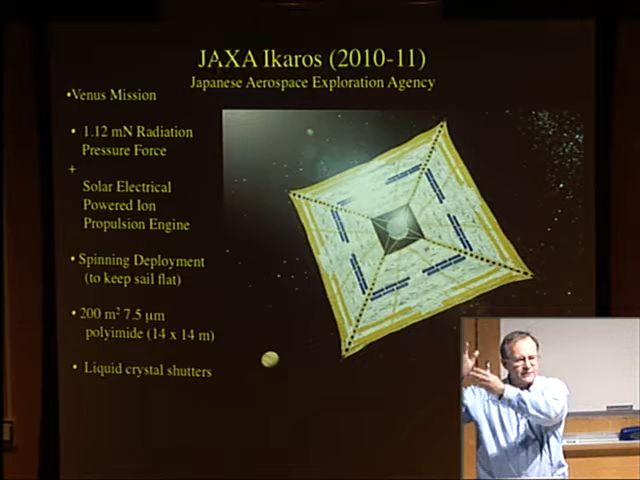 JAXA Ikaros (2010-11)
Japanese Aerospace Exploration Agency
•Venus Mission
• 1.12 mN Radiation
Pressure Force
+
Solar Electrical
Powered Ion
Propulsion Engine
• Spinning Deployment
(to keep sail flat)
• 200 m² 7.5 μm
polyimide (14 x 14 m)
• Liquid crystal shutters